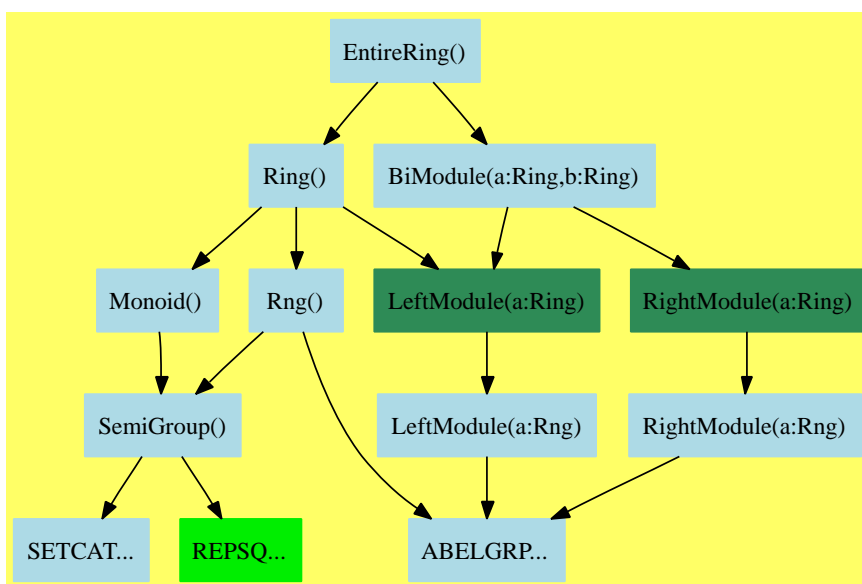 EntireRing()
Ring()
BiModule(a:Ring,b:Ring)
Monoid()
Rng()
LeftModule(a:Ring)
RightModule(a:Ring)
SemiGroup()
LeftModule(a:Rng)
RightModule(a:Rng)
SETCAT...
REPSQ...
ABELGRP...